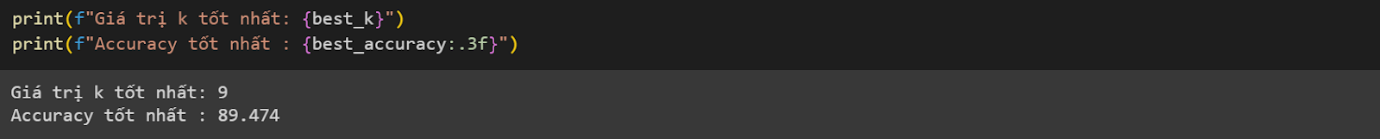 print(f"Giá trị k tốt nhất: {best_k}")
print(f"Accuracy tốt nhất : {best_accuracy:.3f}")
Giá trị k tốt nhất: 9
Accuracy tốt nhất : 89.474